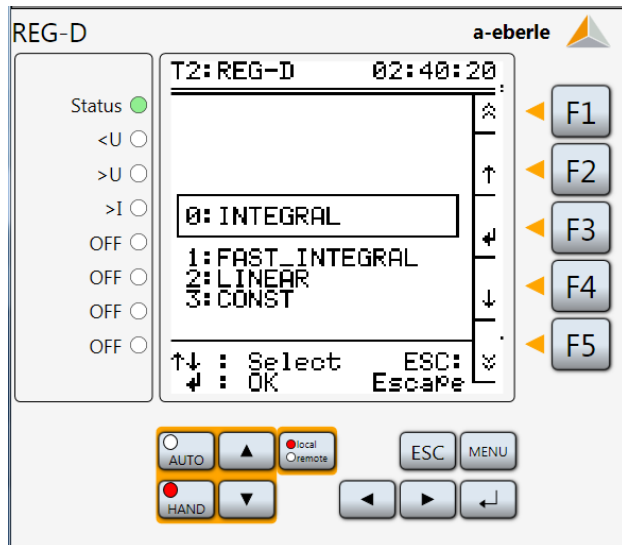 REG-D
a-eberle
T2:REG-D 02:40:20
Status
<U
>U
>I
OFF
OFF
OFF
OFF
0:INTEGRAL
1:FAST_INTEGRAL
2:LINEAR
3:CONST
↑↓ : Select ESC:
↵ : OK Escape
F1
F2
F3
F4
F5
AUTO
local
remote
ESC
MENU
HAND